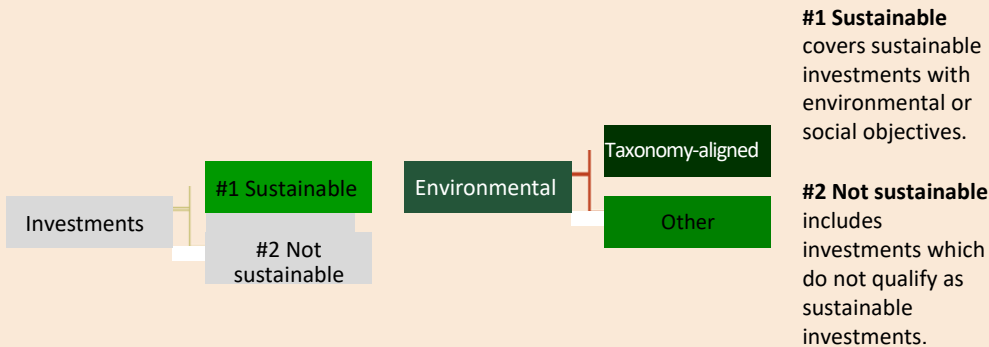 Investments
#1 Sustainable
#2 Not
sustainable
Environmental
Taxonomy-aligned
Other
#1 Sustainable
covers sustainable
investments with
environmental or
social objectives.
#2 Not sustainable
includes
investments which
do not qualify as
sustainable
investments.